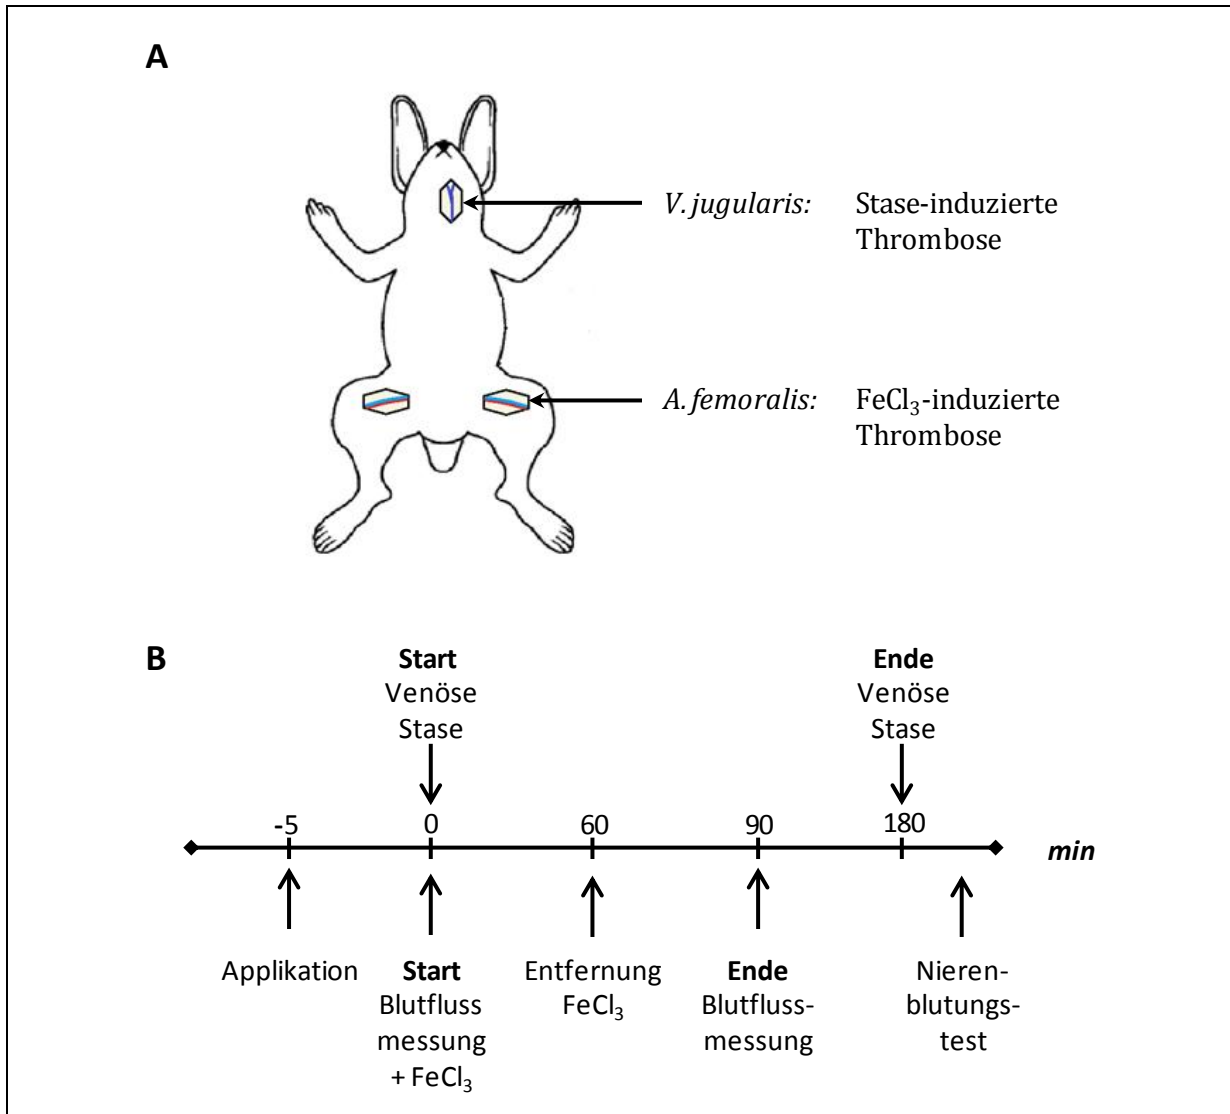 A
V. jugularis: Stase-induzierte
Thrombose
A. femoralis: FeCl₃-induzierte
Thrombose
B
Start
Venöse
Stase
Ende
Venöse
Stase
-5 0 60 90 180
min
Applikation
Start
Blutfluss
messung
+ FeCl₃
Entfernung
FeCl₃
Ende
Blutfluss-
messung
Nieren-
blutungs-
test